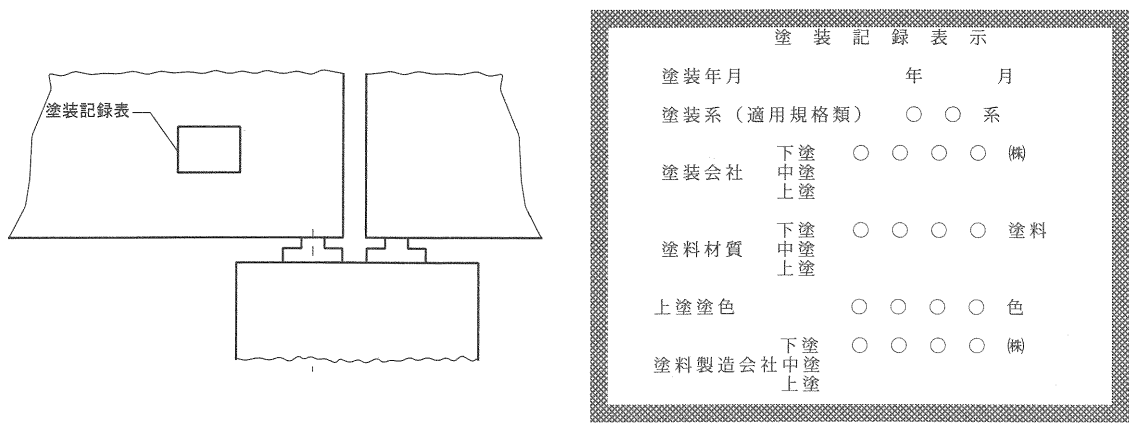 塗装記録表
塗装記録表示
塗装年月 年 月
塗装系（適用規格類） ○○系
塗装会社 下塗 ○○○○㈱
中塗
上塗
塗料材質 下塗 ○○○○塗料
中塗
上塗
上塗塗色 ○○○○色
塗料製造会社 下塗 ○○○○㈱
中塗
上塗